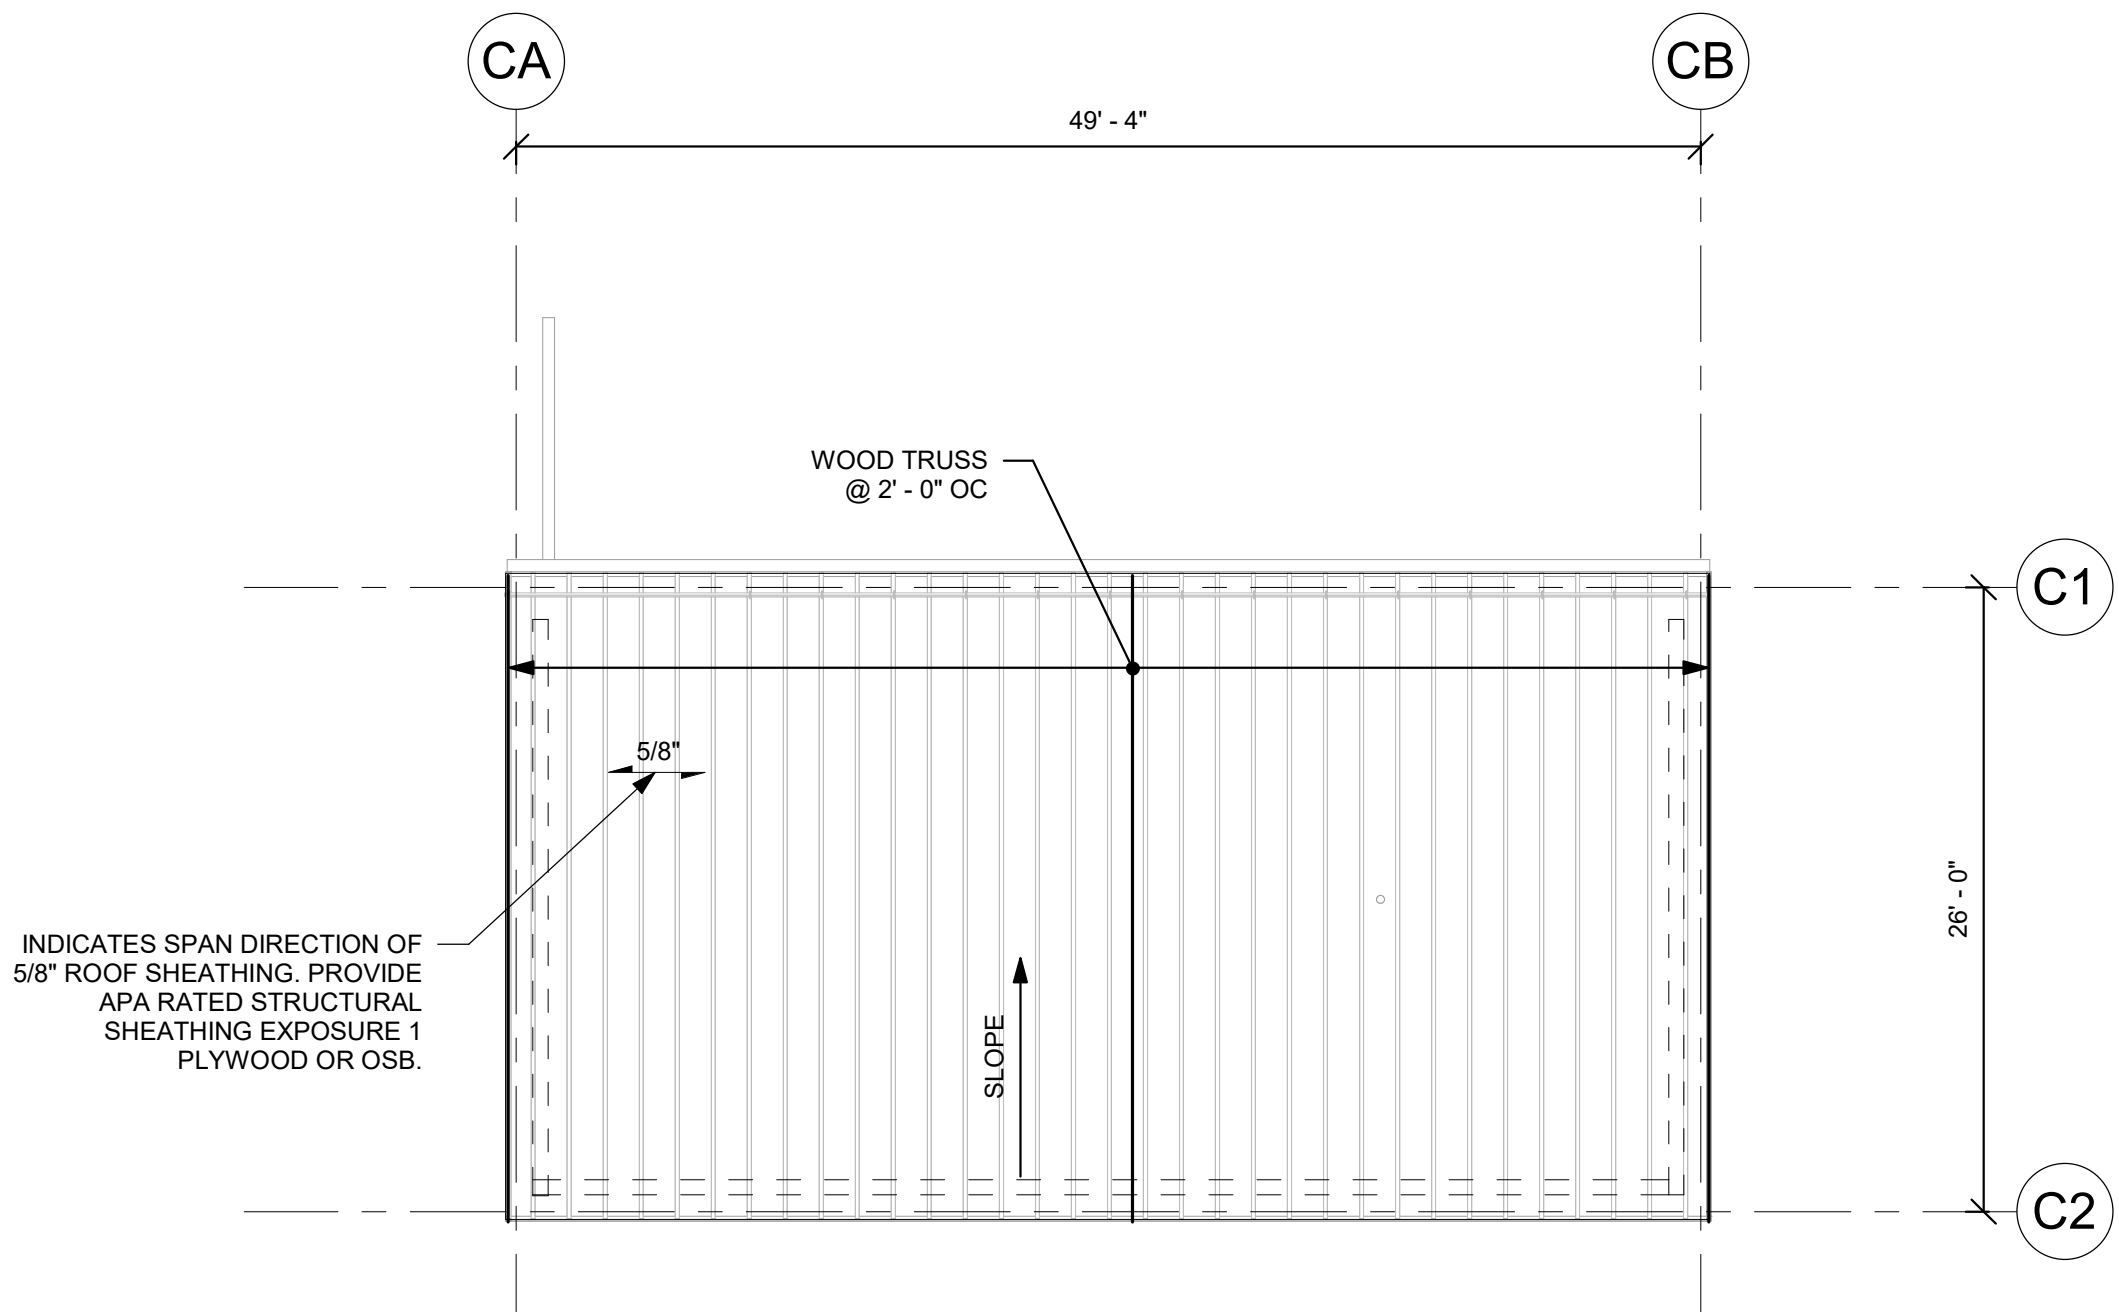 CA
CB
49' - 4"
WOOD TRUSS
@ 2' - 0" OC
C1
5/8"
26' - 0"
INDICATES SPAN DIRECTION OF
5/8" ROOF SHEATHING. PROVIDE
APA RATED STRUCTURAL
SHEATHING EXPOSURE 1
PLYWOOD OR OSB.
SLOPE
C2